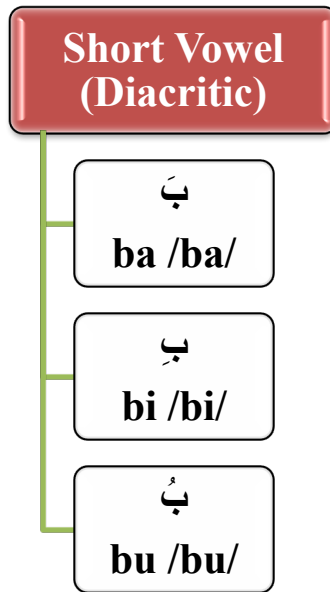 Short Vowel
(Diacritic)
بَ
ba /ba/
بِ
bi /bi/
بُ
bu /bu/